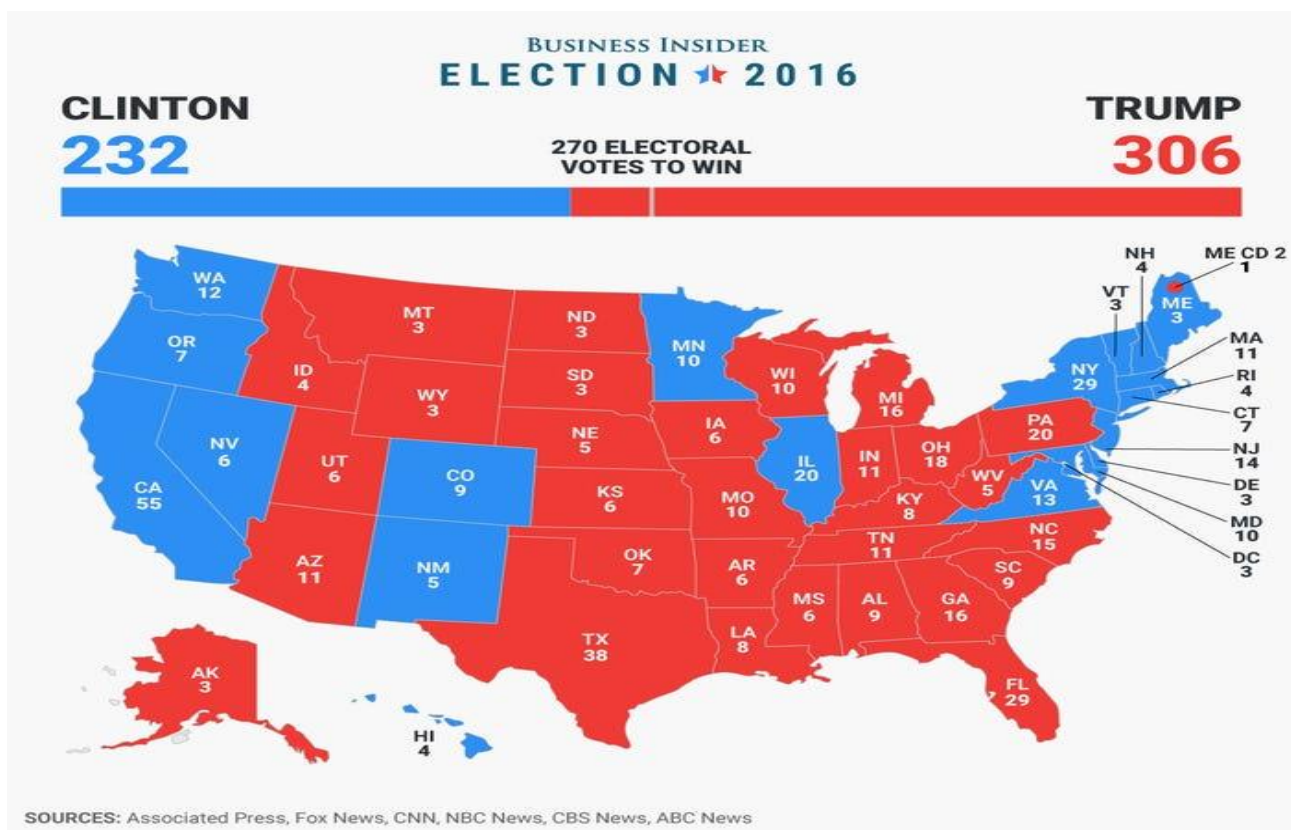 BUSINESS INSIDER
ELECTION 2016
CLINTON
232
270 ELECTORAL
VOTES TO WIN
TRUMP
306
WA
12
OR
7
CA
55
NV
6
ID
4
MT
3
WY
3
UT
6
AZ
11
CO
9
NM
5
ND
3
SD
3
NE
5
KS
6
OK
7
TX
38
MN
10
IA
6
MO
10
AR
6
LA
8
WI
10
IL
20
MI
16
IN
11
OH
18
KY
8
TN
11
MS
6
AL
9
GA
16
FL
29
SC
9
NC
15
VA
13
WV
5
PA
20
NY
29
VT
3
NH
4
ME CD 2
1
ME
3
MA
11
RI
4
CT
7
NJ
14
DE
3
MD
10
DC
3
AK
3
HI
4
SOURCES: Associated Press, Fox News, CNN, NBC News, CBS News, ABC News